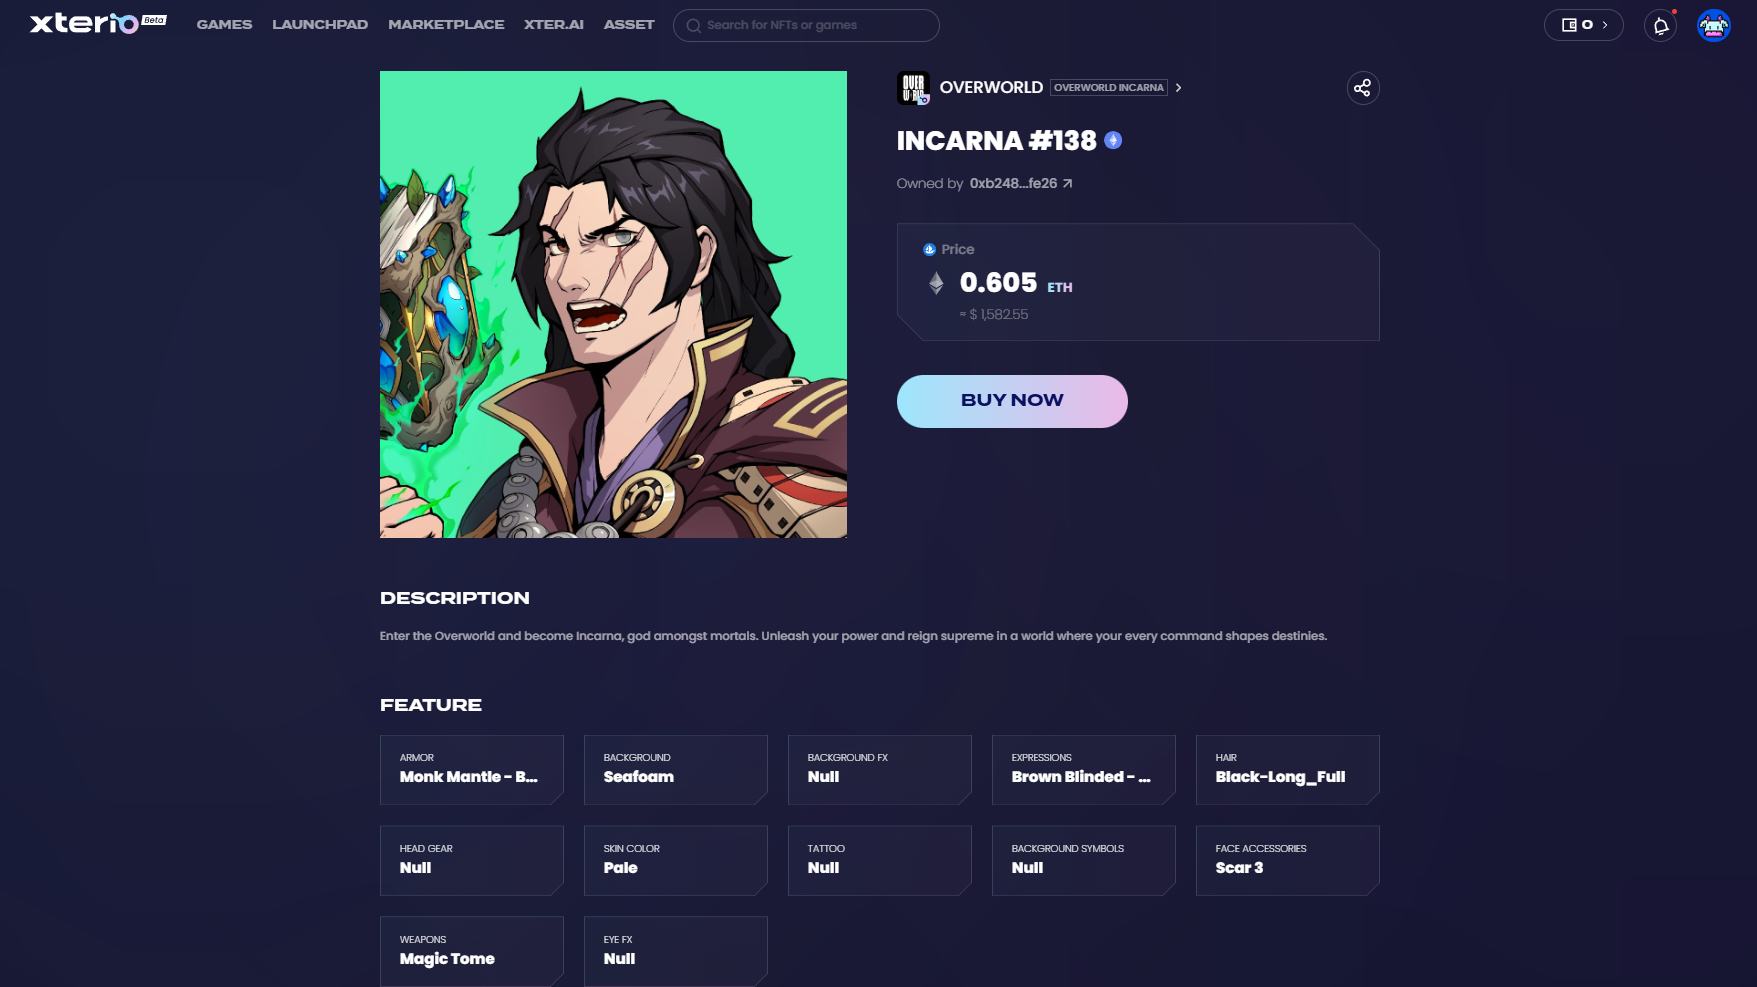 xterio Beta GAMES LAUNCHPAD MARKETPLACE XTER.AI ASSET Search for NFTs or games 0
OVER WORLD OVERWORLD OVERWORLD INCARNA
INCARNA #138
Owned by 0xb248...fe26
Price
0.605 ETH
≈ $ 1,582.55
BUY NOW
DESCRIPTION
Enter the Overworld and become Incarna, god amongst mortals. Unleash your power and reign supreme in a world where your every command shapes destinies.
FEATURE
ARMOR BACKGROUND BACKGROUND FX EXPRESSIONS HAIR
Monk Mantle - B... Seafoam Null Brown Blinded - ... Black-Long_Full
HEAD GEAR SKIN COLOR TATTOO BACKGROUND SYMBOLS FACE ACCESSORIES
Null Pale Null Null Scar 3
WEAPONS EYE FX
Magic Tome Null